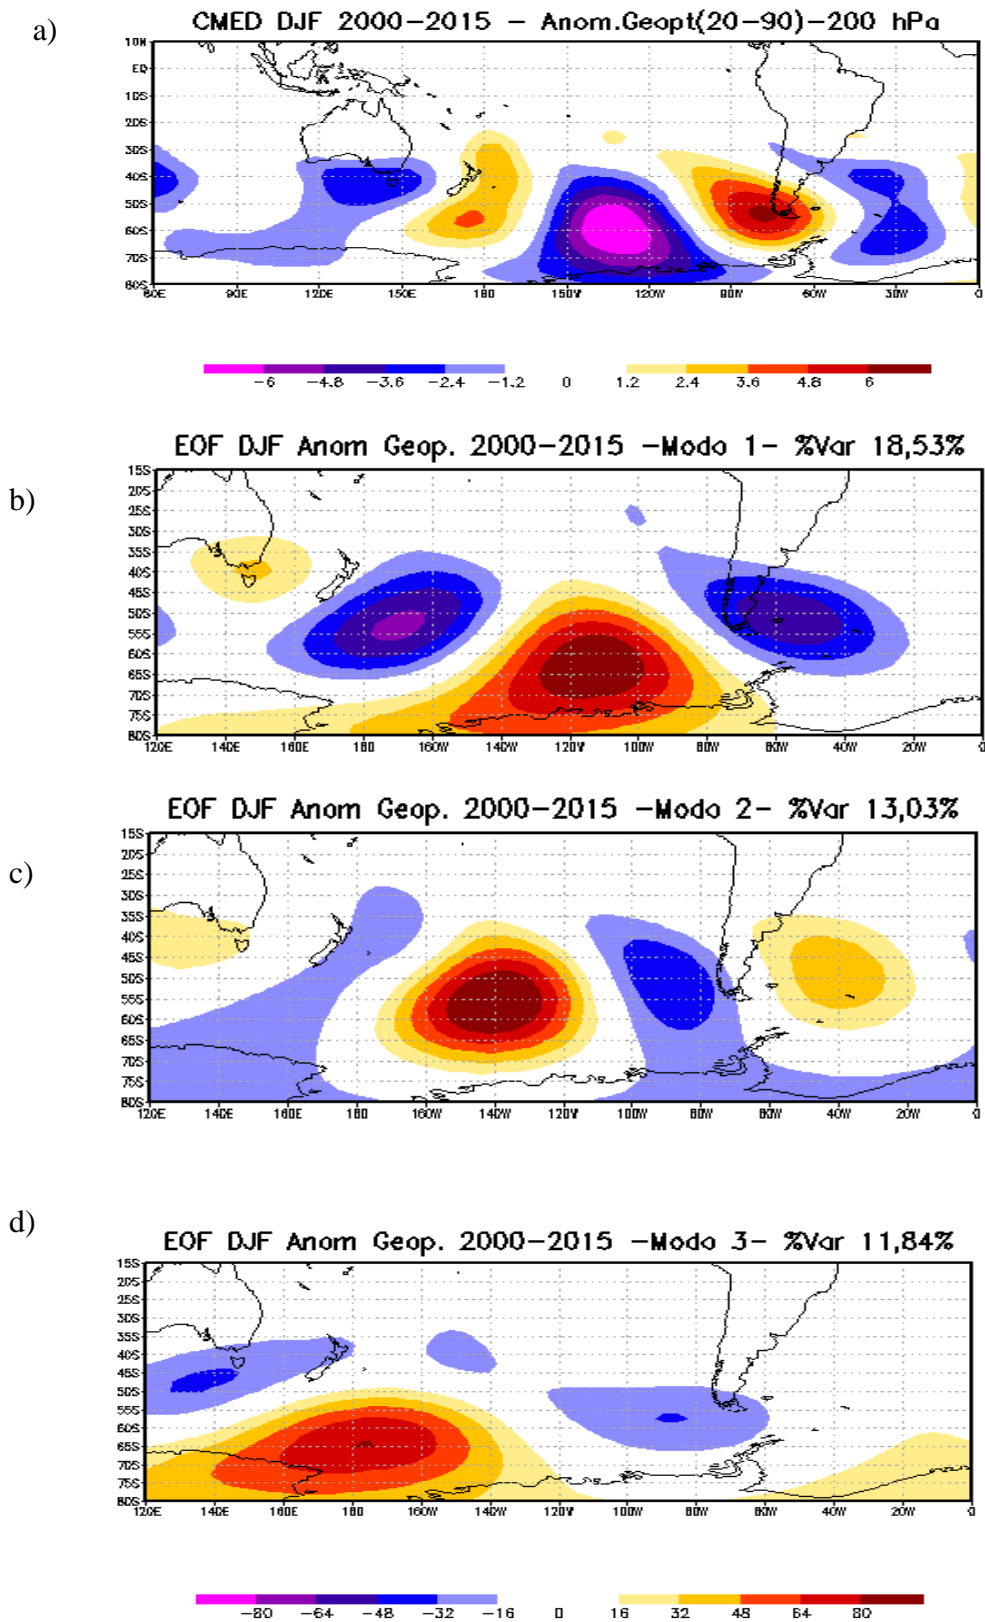 a)
CMED DJF 2000-2015 - Anom.Geopt(20-90)-200 hPa
10N
EQ
10S
20S
30S
40S
50S
60S
70S
80S
60E 90E 120E 150E 180 150W 120W 90W 60W 30W 0
-6 -4.8 -3.6 -2.4 -1.2 0 1.2 2.4 3.6 4.8 6
b)
EOF DJF Anom Geop. 2000-2015 -Modo 1- %Var 18,53%
15S
20S
25S
30S
35S
40S
45S
50S
55S
60S
65S
70S
75S
80S
120E 140E 160E 180 160W 140W 120W 100W 80W 60W 40W 20W 0
c)
EOF DJF Anom Geop. 2000-2015 -Modo 2- %Var 13,03%
15S
20S
25S
30S
35S
40S
45S
50S
55S
60S
65S
70S
75S
80S
120E 140E 160E 180 160W 140W 120W 100W 80W 60W 40W 20W 0
d)
EOF DJF Anom Geop. 2000-2015 -Modo 3- %Var 11,84%
15S
20S
25S
30S
35S
40S
45S
50S
55S
60S
65S
70S
75S
80S
120E 140E 160E 180 160W 140W 120W 100W 80W 60W 40W 20W 0
-80 -64 -48 -32 -16 0 16 32 48 64 80